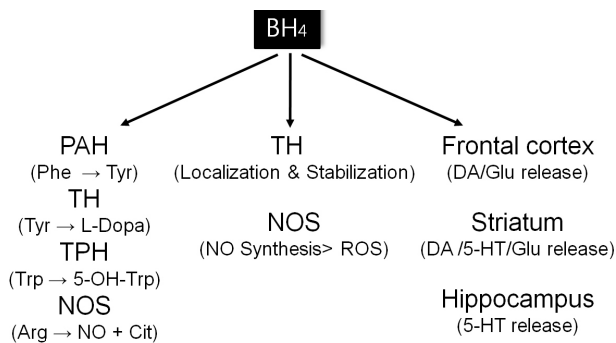 BH4
PAH
(Phe → Tyr)
TH
(Tyr → L-Dopa)
TPH
(Trp → 5-OH-Trp)
NOS
(Arg → NO + Cit)
TH
(Localization & Stabilization)
NOS
(NO Synthesis> ROS)
Frontal cortex
(DA/Glu release)
Striatum
(DA /5-HT/Glu release)
Hippocampus
(5-HT release)